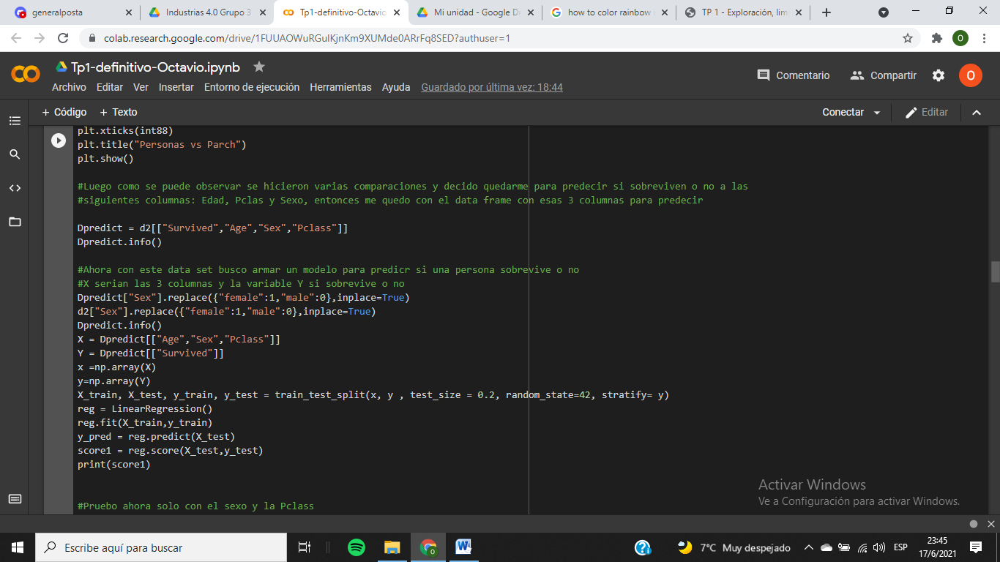 generalposta
Industrias 4.0 Grupo 3
Tp1-definitivo-Octavio
Mi unidad - Google Dr
how to color rainbow
TP 1 - Exploración, lim
colab.research.google.com/drive/1FUUAOWuRGulKjnKm9XUMde0ARrFq8SED?authuser=1
O
Tp1-definitivo-Octavio.ipynb
Comentario
Compartir
O
Archivo Editar Ver Insertar Entorno de ejecución Herramientas Ayuda Guardado por última vez: 18:44
+ Código + Texto
Conectar
Editar
plt.xticks(int88)
plt.title("Personas vs Parch")
plt.show()
#Luego como se puede observar se hicieron varias comparaciones y decido quedarme para predecir si sobreviven o no a las
#siguientes columnas: Edad, Pclas y Sexo, entonces me quedo con el data frame con esas 3 columnas para predecir
Dpredict = d2[["Survived","Age","Sex","Pclass"]]
Dpredict.info()
#Ahora con este data set busco armar un modelo para predicr si una persona sobrevive o no
#X serian las 3 columnas y la variable Y si sobrevive o no
Dpredict["Sex"].replace({"female":1,"male":0},inplace=True)
d2["Sex"].replace({"female":1,"male":0},inplace=True)
Dpredict.info()
X = Dpredict[["Age","Sex","Pclass"]]
Y = Dpredict[["Survived"]]
x =np.array(X)
y=np.array(Y)
X_train, X_test, y_train, y_test = train_test_split(x, y , test_size = 0.2, random_state=42, stratify= y)
reg = LinearRegression()
reg.fit(X_train,y_train)
y_pred = reg.predict(X_test)
score1 = reg.score(X_test,y_test)
print(score1)
#Pruebo ahora solo con el sexo y la Pclass
Activar Windows
Ve a Configuración para activar Windows.
Escribe aquí para buscar
7°C Muy despejado
ESP
23:45
17/6/2021